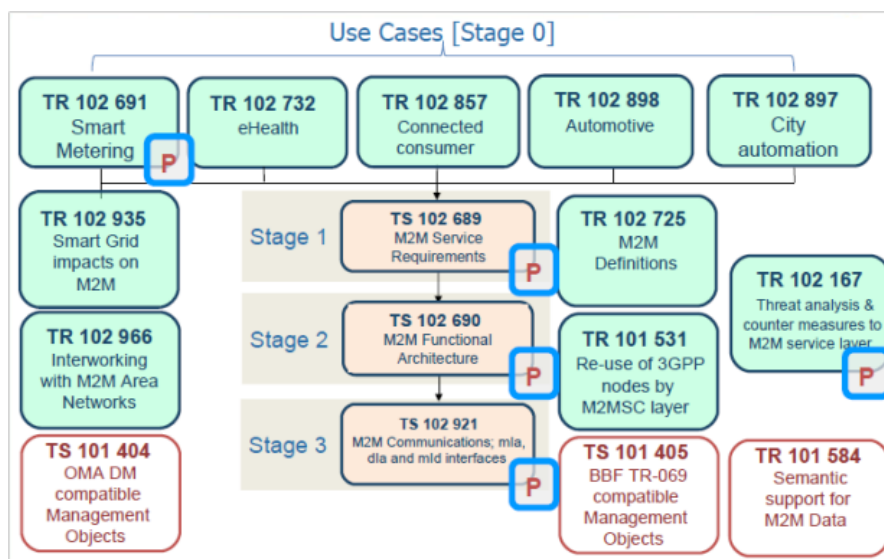 Use Cases [Stage 0]
TR 102 691
Smart
Metering
P
TR 102 732
eHealth
TR 102 857
Connected
consumer
TR 102 898
Automotive
TR 102 897
City
automation
TR 102 935
Smart Grid
impacts on
M2M
Stage 1
TS 102 689
M2M Service
Requirements
P
TR 102 725
M2M
Definitions
TR 102 167
Threat analysis &
counter measures to
M2M service layer
P
TR 102 966
Interworking
with M2M Area
Networks
Stage 2
TS 102 690
M2M Functional
Architecture
P
TR 101 531
Re-use of 3GPP
nodes by
M2MSC layer
TS 101 404
OMA DM
compatible
Management
Objects
Stage 3
TS 102 921
M2M Communications; mIa,
dIa and mId interfaces
P
TS 101 405
BBF TR-069
compatible
Management
Objects
TR 101 584
Semantic
support for
M2M Data